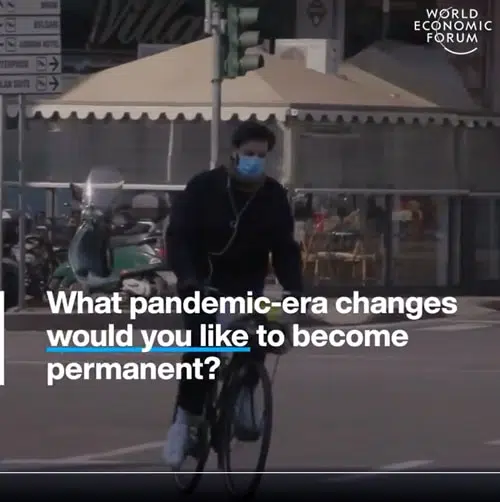 WORLD
ECONOMIC
FORUM
What pandemic-era changes
would you like to become
permanent?